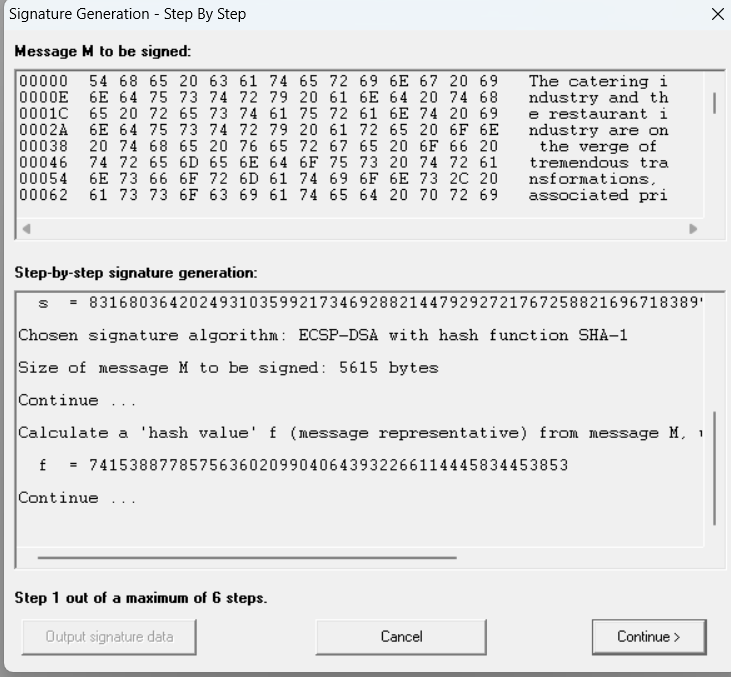 Signature Generation - Step By Step
Message M to be signed:
00000 54 68 65 20 63 61 74 65 72 69 6E 67 20 69 The catering i
0000E 6E 64 75 73 74 72 79 20 61 6E 64 20 74 68 ndustry and th
0001C 65 20 72 65 73 74 61 75 72 61 6E 74 20 69 e restaurant i
0002A 6E 64 75 73 74 72 79 20 61 72 65 20 6F 6E ndustry are on
00038 20 74 68 65 20 76 65 72 67 65 20 6F 66 20 the verge of
00046 74 72 65 6D 65 6E 64 6F 75 73 20 74 72 61 tremendous tra
00054 6E 73 66 6F 72 6D 61 74 69 6F 6E 73 2C 20 nsformations,
00062 61 73 73 6F 63 69 61 74 65 64 20 70 72 69 associated pri
Step-by-step signature generation:
s = 8316803642024931035992173469288214479292721767258821696718389
Chosen signature algorithm: ECSP-DSA with hash function SHA-1
Size of message M to be signed: 5615 bytes
Continue ...
Calculate a 'hash value' f (message representative) from message M,
f = 741538877857563602099040643932266114445834453853
Continue ...
Step 1 out of a maximum of 6 steps.
Output signature data
Cancel
Continue >